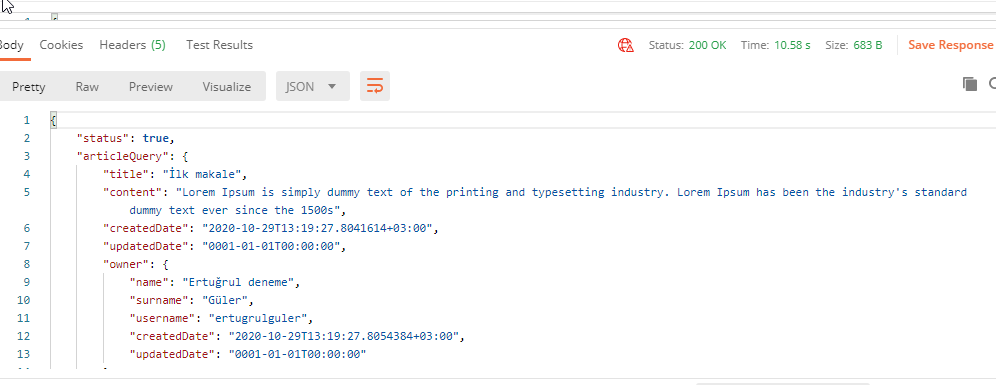 Body Cookies Headers (5) Test Results Status: 200 OK Time: 10.58 s Size: 683 B Save Response
Pretty Raw Preview Visualize JSON
1 {
2 "status": true,
3 "articleQuery": {
4 "title": "İlk makale",
5 "content": "Lorem Ipsum is simply dummy text of the printing and typesetting industry. Lorem Ipsum has been the industry's standard
dummy text ever since the 1500s",
6 "createdDate": "2020-10-29T13:19:27.8041614+03:00",
7 "updatedDate": "0001-01-01T00:00:00",
8 "owner": {
9 "name": "Ertuğrul deneme",
10 "surname": "Güler",
11 "username": "ertugrulguler",
12 "createdDate": "2020-10-29T13:19:27.8054384+03:00",
13 "updatedDate": "0001-01-01T00:00:00"